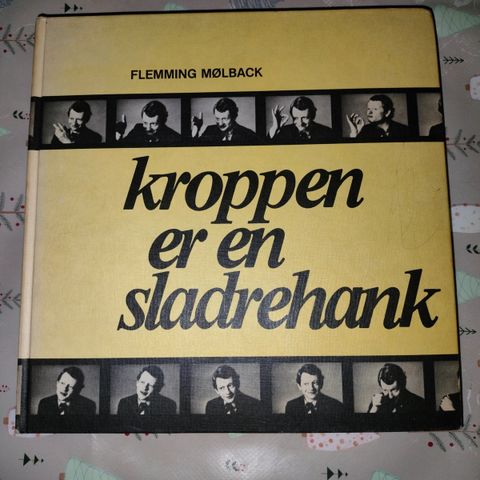 FLEMMING MØLBACK
kroppen
er en
sladrehank